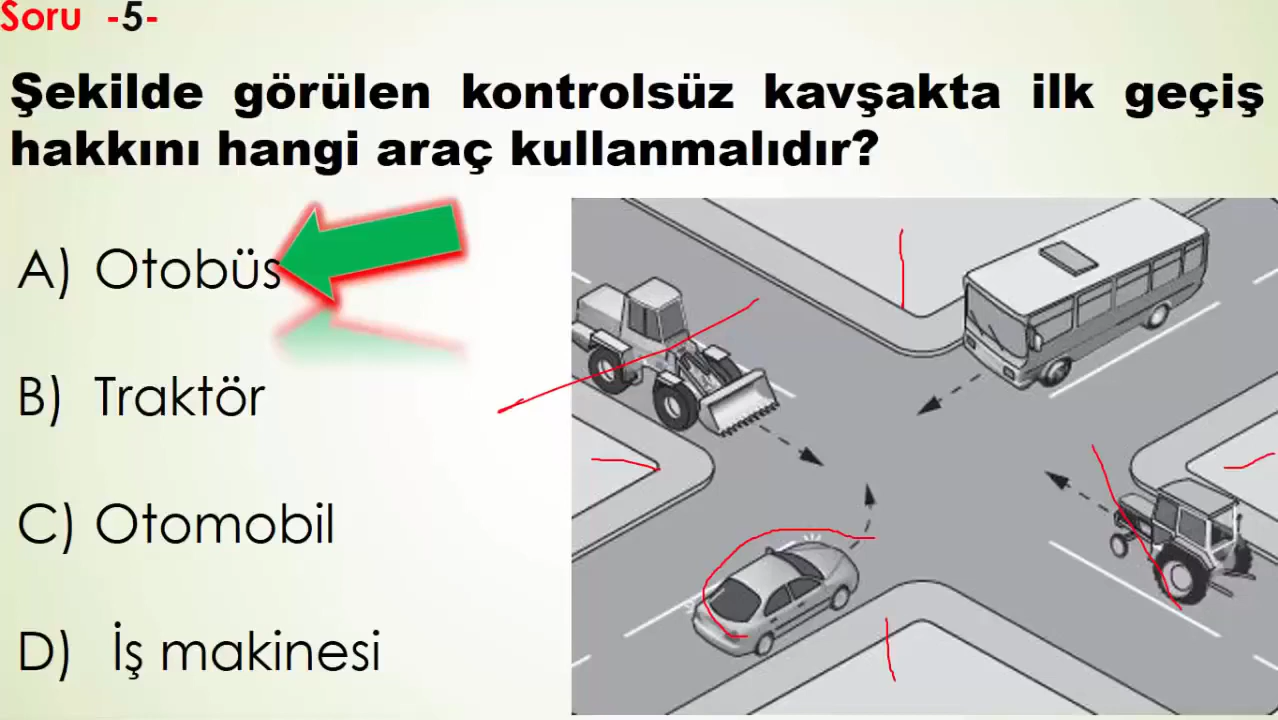 Soru -5-
Şekilde görülen kontrolsüz kavşakta ilk geçiş
hakkını hangi araç kullanmalıdır?
A) Otobüs
B) Traktör
C) Otomobil
D) İş makinesi